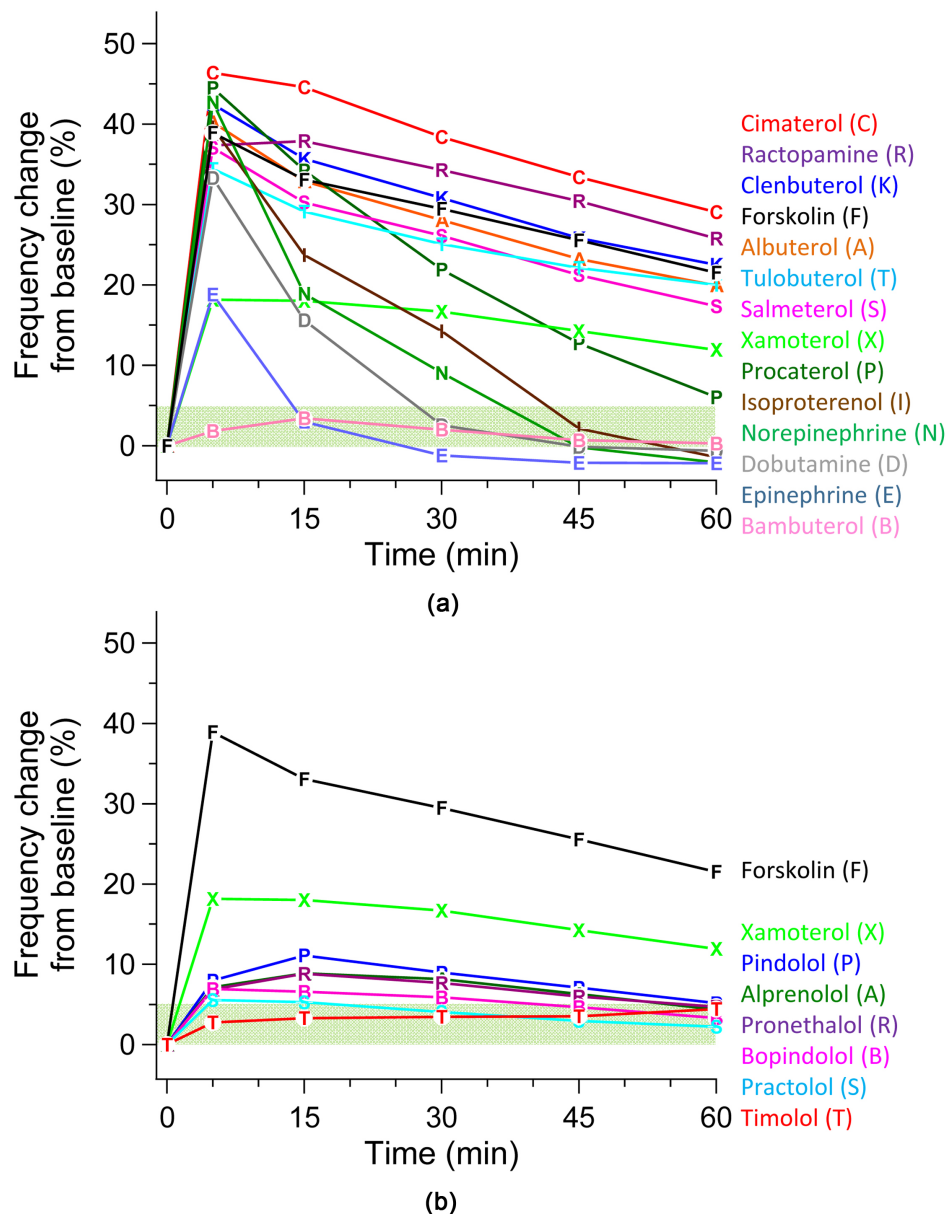 Frequency change
from baseline (%)
50
40
30
20
10
0
C C C C C
P P P P P
N N N
K K K K
A A A A
F F F F F F
R R R R
S S S S S
T T T T T
I I I I
D D D D
X X X X X
E E E E E
B B B B B
0 15 30 45 60
Time (min)
Cimaterol (C)
Ractopamine (R)
Clenbuterol (K)
Forskolin (F)
Albuterol (A)
Tulobuterol (T)
Salmeterol (S)
Xamoterol (X)
Procaterol (P)
Isoproterenol (I)
Norepinephrine (N)
Dobutamine (D)
Epinephrine (E)
Bambuterol (B)
(a)
Frequency change
from baseline (%)
50
40
30
20
10
0
F F F F F
X X X X X
P P P P P
R R R R
B B B B B
S S S S S
T T T T T T
0 15 30 45 60
Time (min)
Forskolin (F)
Xamoterol (X)
Pindolol (P)
Alprenolol (A)
Pronethalol (R)
Bopindolol (B)
Practolol (S)
Timolol (T)
(b)